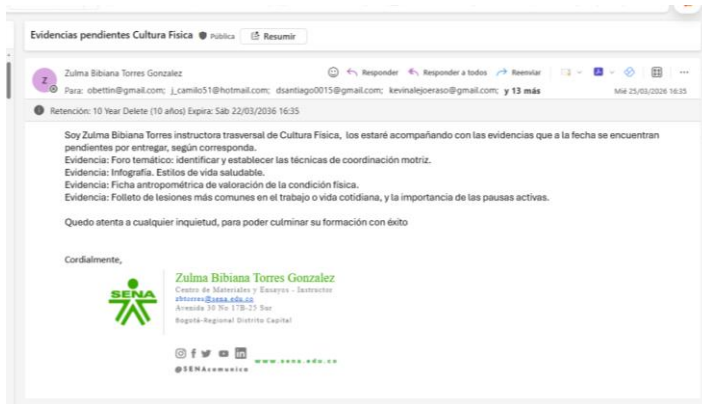 Evidencias pendientes Cultura Fisica Pública Resumir
Z
Zulma Bibiana Torres Gonzalez Responder Responder a todos Reenviar
Para: obettin@gmail.com; j_camilo51@hotmail.com; dsantiago0015@gmail.com; kevinalejoeraso@gmail.com; y 13 más Mié 25/03/2026 16:35
Retención: 10 Year Delete (10 años) Expira: Sáb 22/03/2036 16:35
Soy Zulma Bibiana Torres instructora trasversal de Cultura Fisica, los estaré acompañando con las evidencias que a la fecha se encuentran
pendientes por entregar, según corresponda.
Evidencia: Foro temático: identificar y establecer las técnicas de coordinación motriz.
Evidencia: Infografía. Estilos de vida saludable.
Evidencia: Ficha antropométrica de valoración de la condición física.
Evidencia: Folleto de lesiones más comunes en el trabajo o vida cotidiana, y la importancia de las pausas activas.
Quedo atenta a cualquier inquietud, para poder culminar su formación con éxito
Cordialmente,
SENA
Zulma Bibiana Torres Gonzalez
Centro de Materiales y Ensayos - Instructor
zbtorres@sena.edu.co
Avenida 30 No 17B-25 Sur
Bogotá-Regional Distrito Capital
www.sena.edu.co
@SENAcomunica